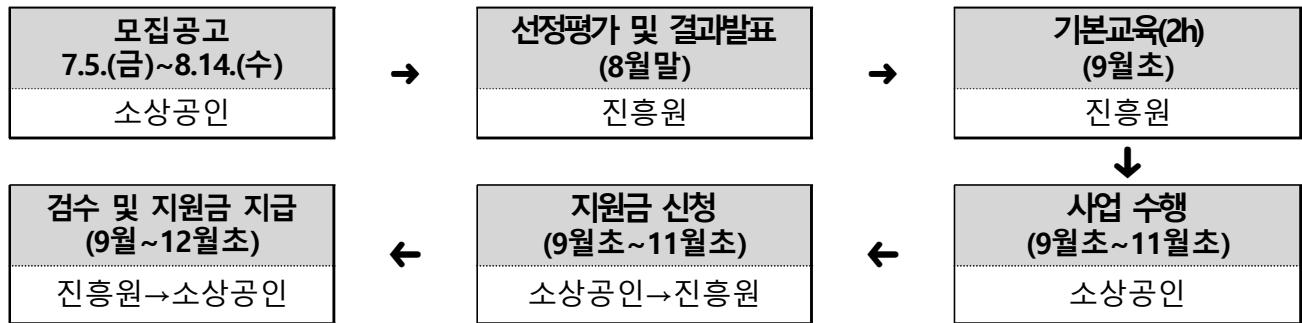 모집공고
7.5.(금)~8.14.(수)
소상공인
➜
선정평가 및 결과발표
(8월말)
진흥원
➜
기본교육(2h)
(9월초)
진흥원
➜
사업 수행
(9월초~11월초)
소상공인
➜
지원금 신청
(9월초~11월초)
소상공인→진흥원
➜
검수 및 지원금 지급
(9월~12월초)
진흥원→소상공인